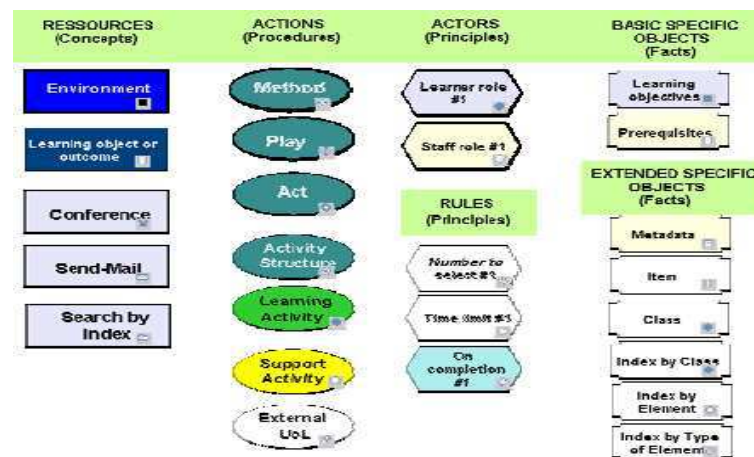 RESSOURCES
(Concepts)
Environment
Learning object or
outcome
Conference
Send-Mail
Search by
Index
ACTIONS
(Procedures)
Method
Play
Act
Activity
Structure
Learning
Activity
Support
Activity
External
UoL
ACTORS
(Principles)
Learner role
#1
Staff role #1
RULES
(Principles)
Number to
select #2
Time limit #1
On
completion
#1
BASIC SPECIFIC
OBJECTS
(Facts)
Learning
objectives
Prerequisites
EXTENDED SPECIFIC
OBJECTS
(Facts)
Metadata
Item
Class
Index by Class
Index by
Element
Index by Type
of Element